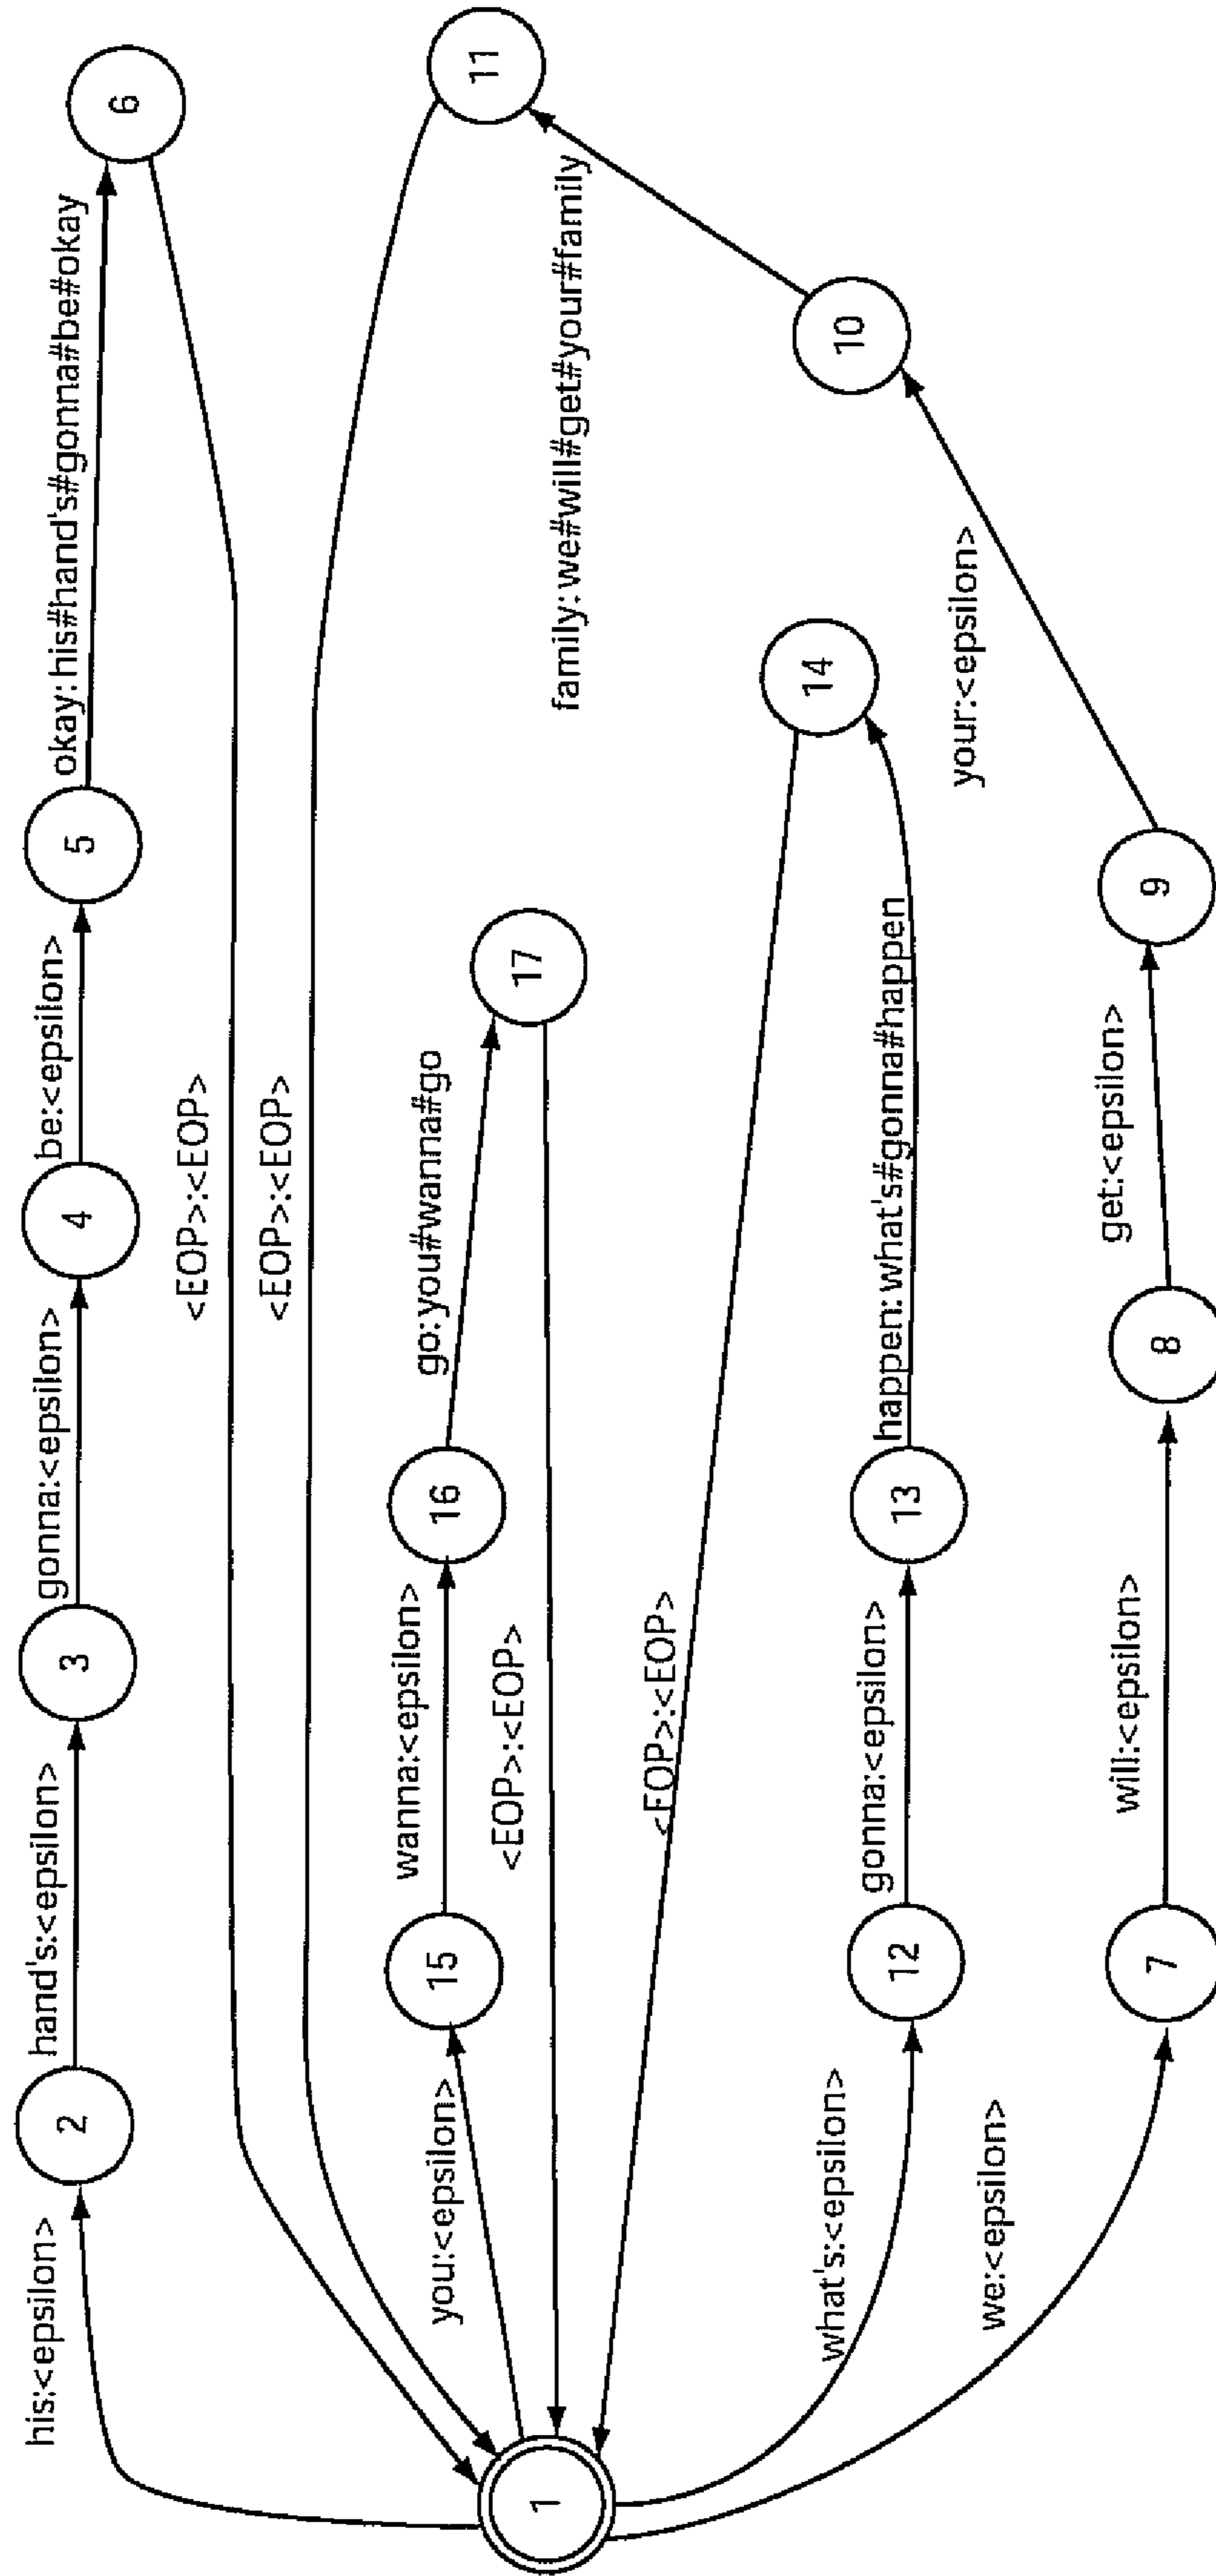 his:<epsilon>
2
hand's:<epsilon>
3
gonna:<epsilon>
4
be:<epsilon>
5
okay: his#hand's#gonna#be#okay
6
<EOP>:<EOP>
<EOP>:<EOP>
11
you:<epsilon>
15
wanna:<epsilon>
16
go: you#wanna#go
17
<EOP>:<EOP>
1
family: we#will#get#your#family
<EOP>:<EOP>
14
10
what's:<epsilon>
12
gonna:<epsilon>
13
happen: what's#gonna#happen
your:<epsilon>
we:<epsilon>
7
will:<epsilon>
8
get:<epsilon>
9